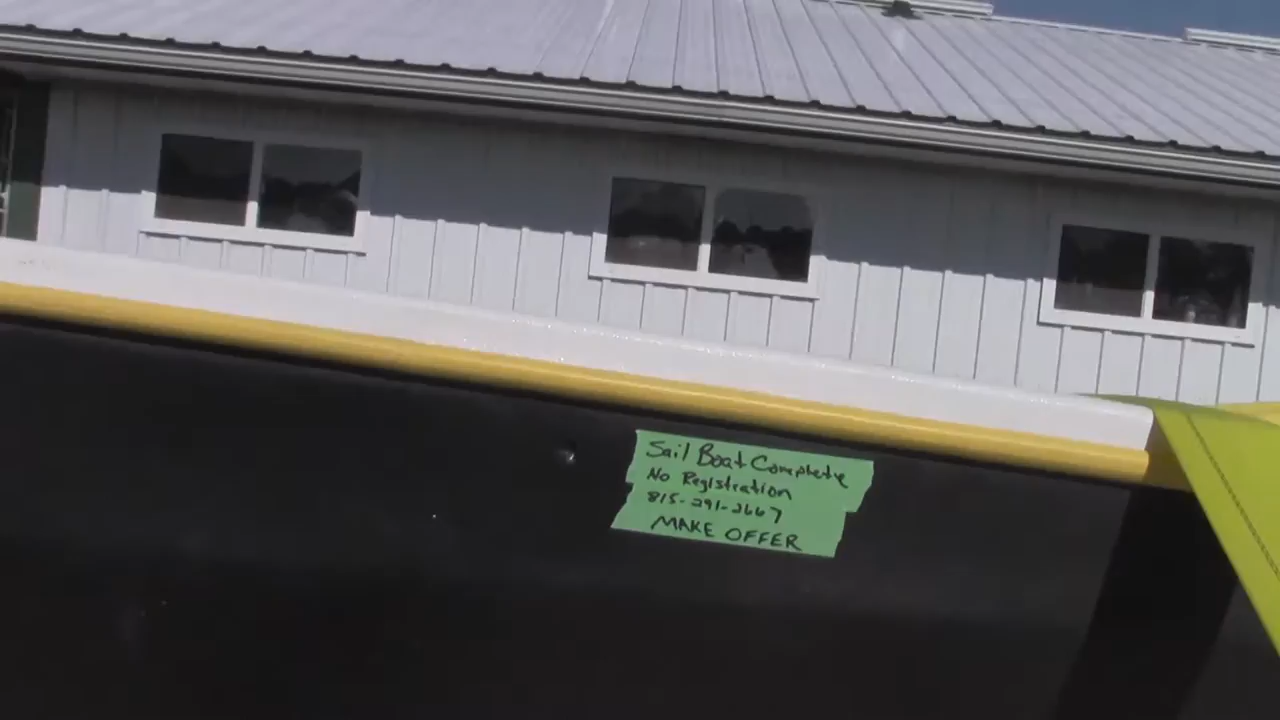 Sail Boat Complete
No Registration
815-291-2667
MAKE OFFER